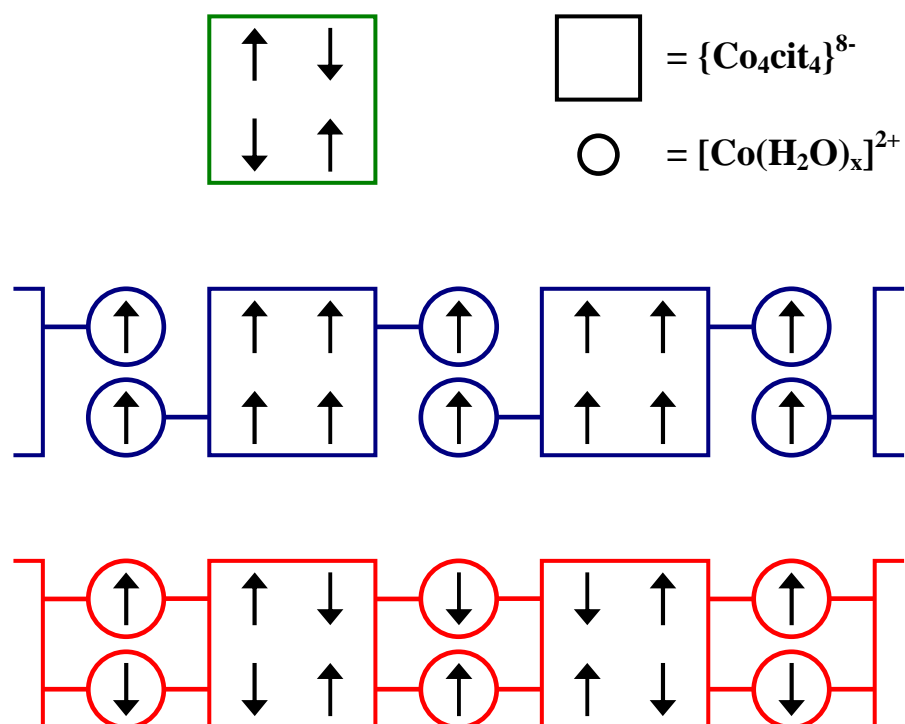 = {Co₄cit₄}⁸⁻
= [Co(H₂O)ₓ]²⁺